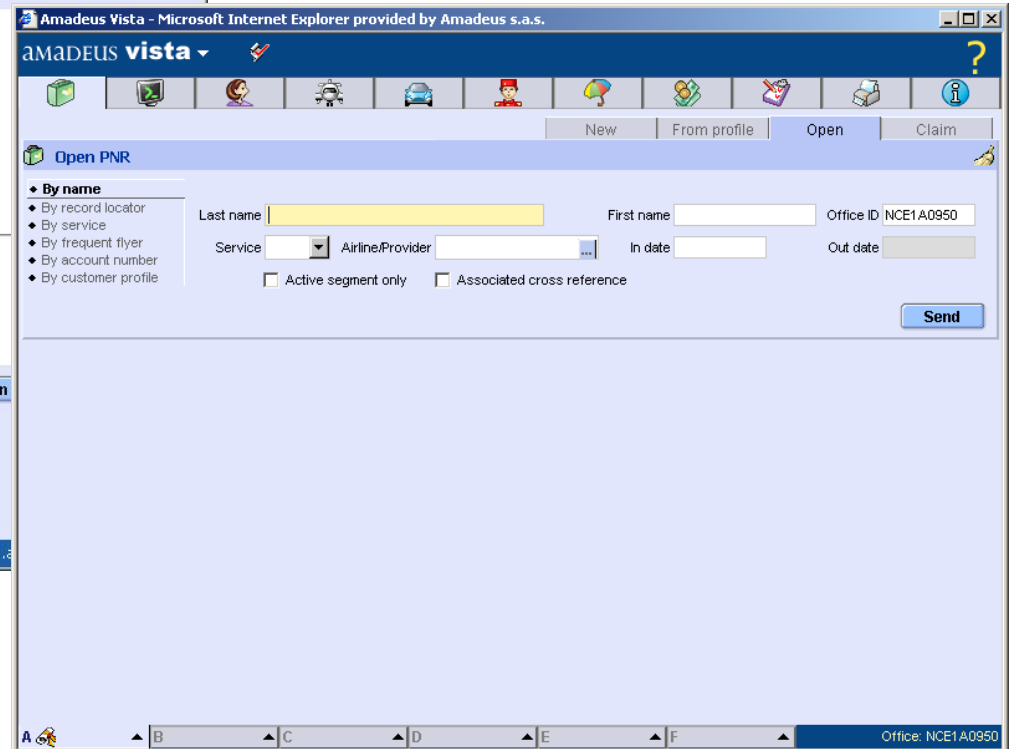 Amadeus Vista - Microsoft Internet Explorer provided by Amadeus s.a.s.
aMaDEUS vista
?
New From profile Open Claim
Open PNR
By name
By record locator
By service
By frequent flyer
By account number
By customer profile
Last name First name Office ID NCE1A0950
Service Airline/Provider ... In date Out date
Active segment only Associated cross reference
Send
n
.a
A B C D E F Office: NCE1A0950